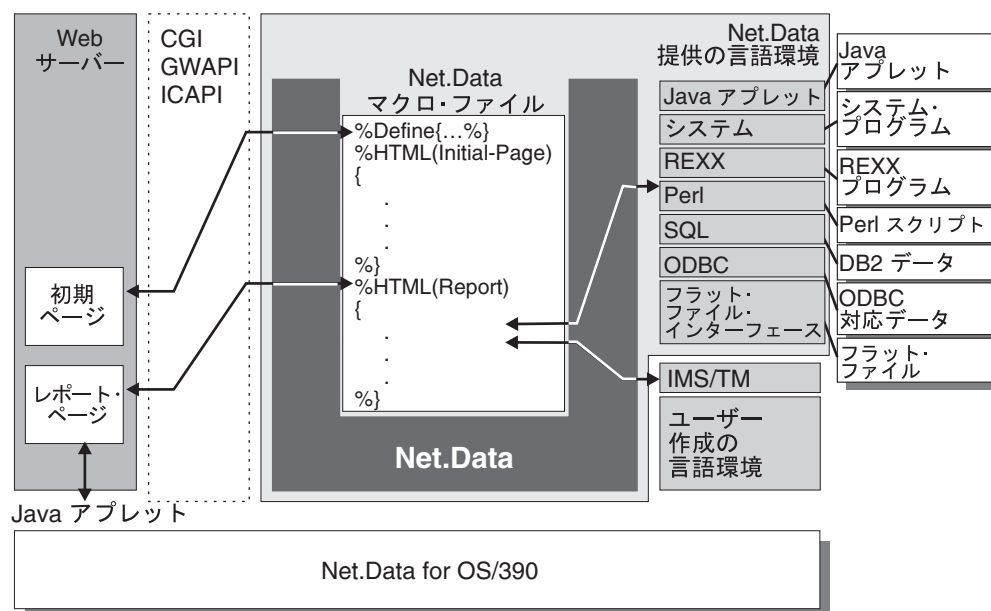 Web
サーバー
初期
ページ
レポート・
ページ
Java アプレット
CGI
GWAPI
ICAPI
Net.Data
マクロ・ファイル
%Define{...%}
%HTML(Initial-Page)
{
.
.
.
%}
%HTML(Report)
{
.
.
.
%}
Net.Data
Net.Data
提供の言語環境
Java アプレット
システム
REXX
Perl
SQL
ODBC
フラット・
ファイル・
インターフェース
IMS/TM
ユーザー
作成の
言語環境
Java
アプレット
システム・
プログラム
REXX
プログラム
Perl スクリプト
DB2 データ
ODBC
対応データ
フラット・
ファイル
Net.Data for OS/390